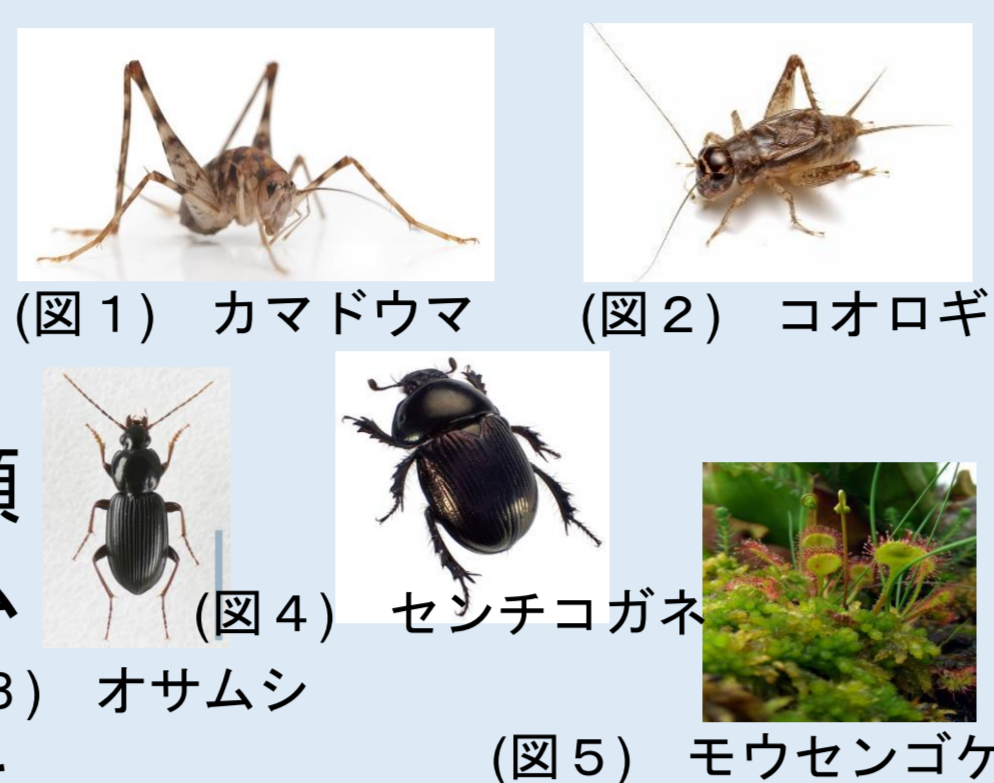 (図１)　カマドウマ
(図２)　コオロギ
(図４)　センチコガネ
３)　オサムシ
(図５)　モウセンゴケ